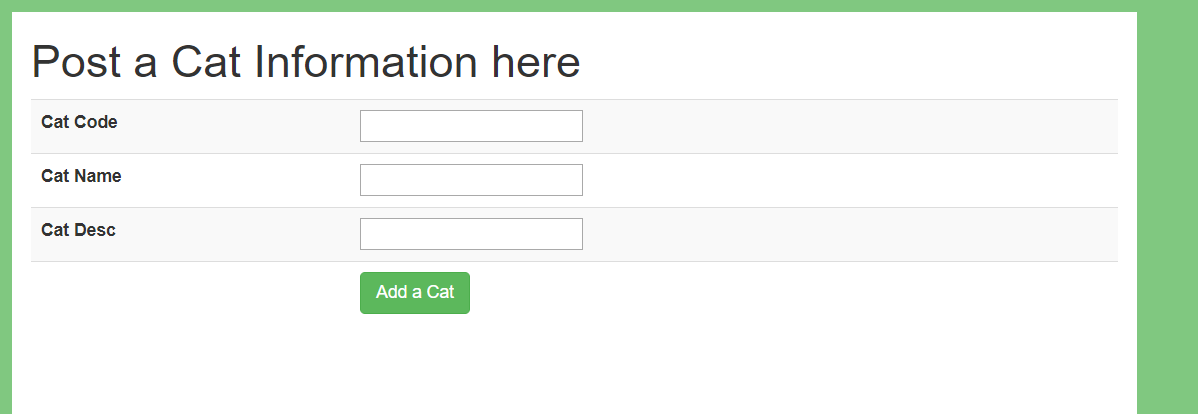 Post a Cat Information here
Cat Code
Cat Name
Cat Desc
Add a Cat